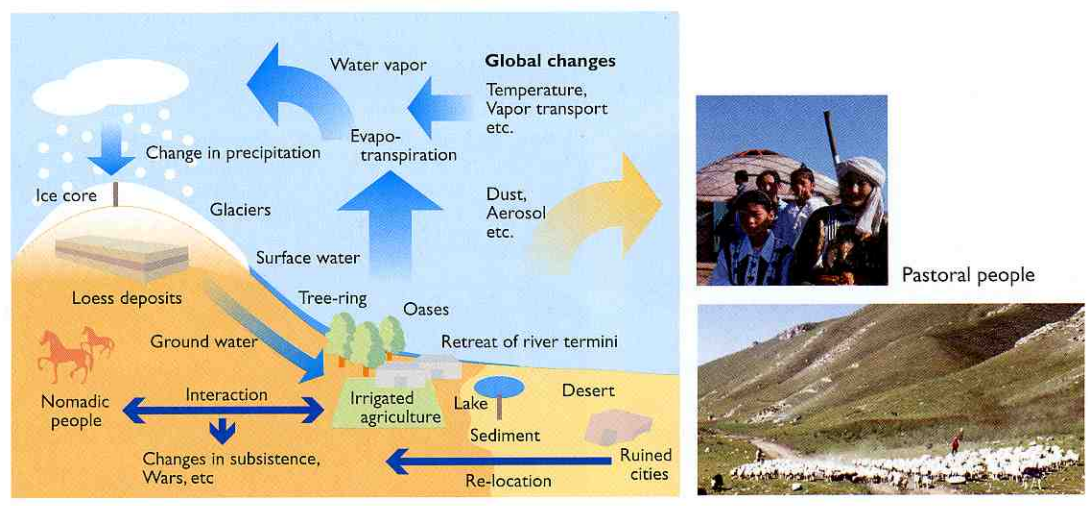 Water vapor
Global changes
Temperature,
Vapor transport
etc.
Evapo-
transpiration
Change in precipitation
Ice core
Glaciers
Dust,
Aerosol
etc.
Surface water
Loess deposits
Tree-ring
Oases
Ground water
Retreat of river termini
Nomadic
people
Interaction
Irrigated
agriculture
Lake
Desert
Sediment
Changes in subsistence,
Wars, etc
Re-location
Ruined
cities
Pastoral people